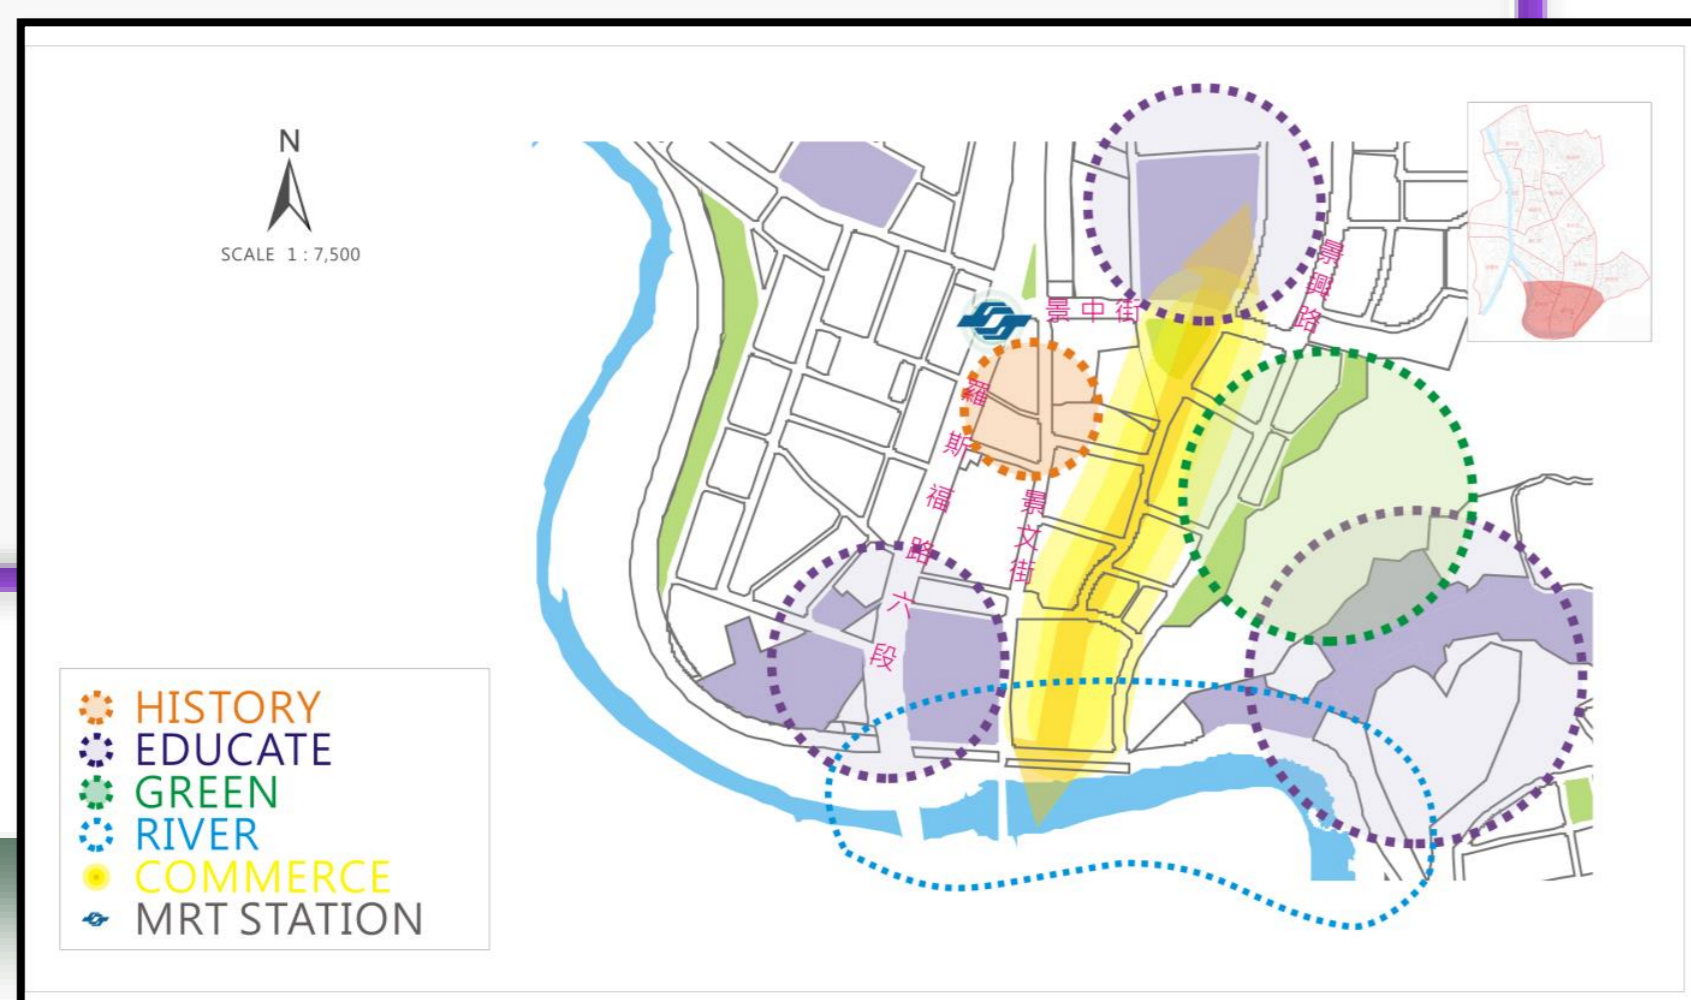 N
SCALE 1 : 7,500
景中街
景興路
羅斯福路六段
景文街
HISTORY
EDUCATE
GREEN
RIVER
COMMERCE
MRT STATION